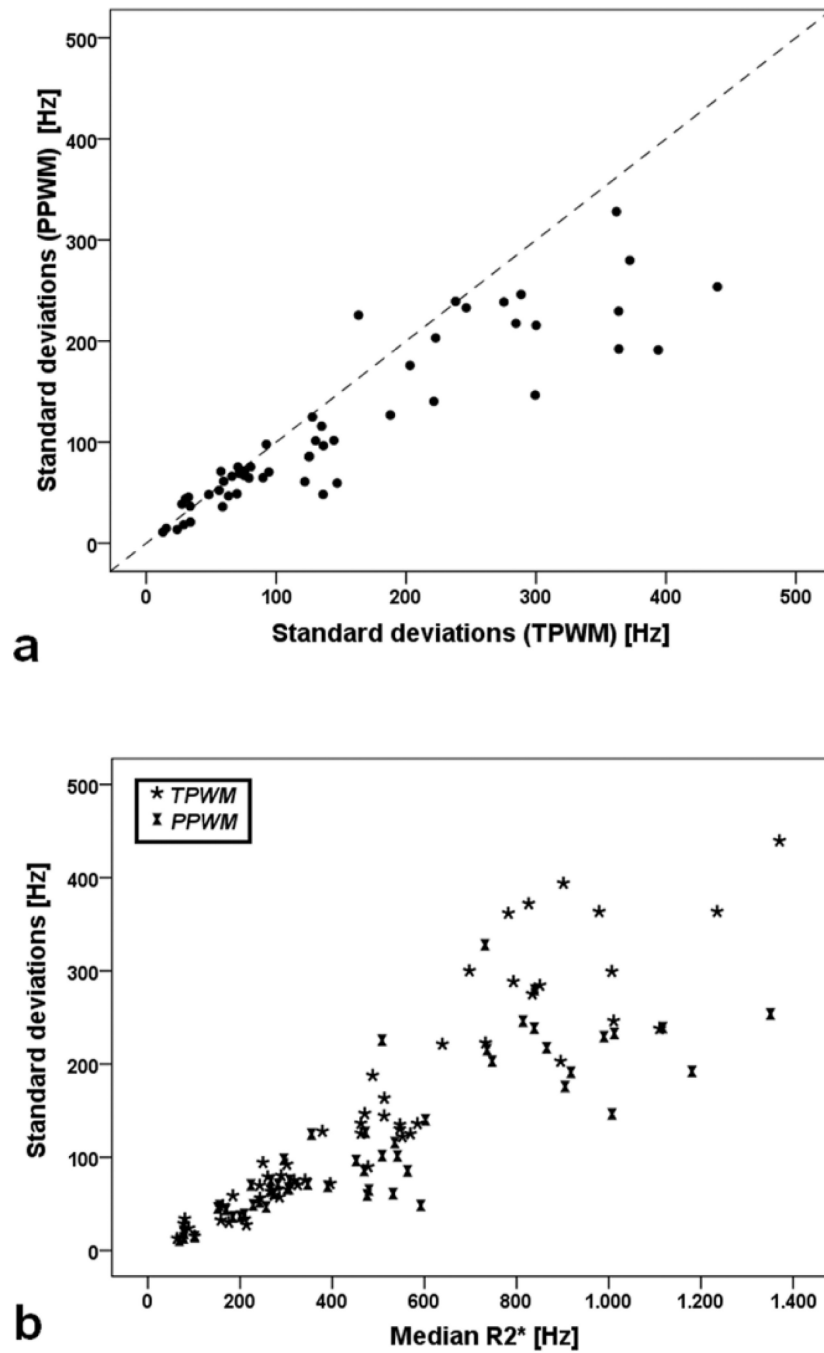 500
400
300
200
100
0
Standard deviations (PPWM) [Hz]
0 100 200 300 400 500
Standard deviations (TPWM) [Hz]
a
TPWM
PPWM
500
400
300
200
100
0
Standard deviations [Hz]
0 200 400 600 800 1.000 1.200 1.400
Median R2* [Hz]
b